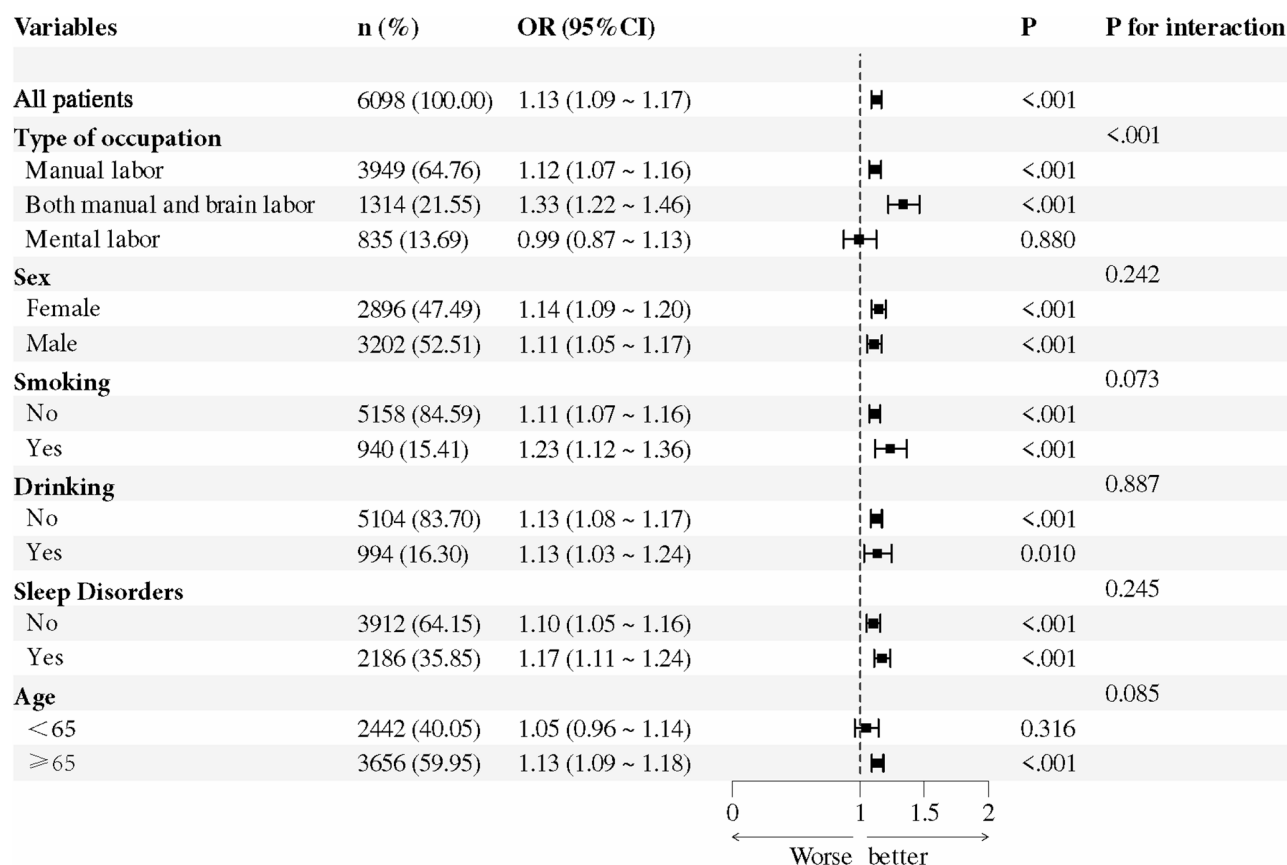 Variables n (%) OR (95%CI) P P for interaction
All patients 6098 (100.00) 1.13 (1.09 ~ 1.17) <.001
Type of occupation <.001
Manual labor 3949 (64.76) 1.12 (1.07 ~ 1.16) <.001
Both manual and brain labor 1314 (21.55) 1.33 (1.22 ~ 1.46) <.001
Mental labor 835 (13.69) 0.99 (0.87 ~ 1.13) 0.880
Sex 0.242
Female 2896 (47.49) 1.14 (1.09 ~ 1.20) <.001
Male 3202 (52.51) 1.11 (1.05 ~ 1.17) <.001
Smoking 0.073
No 5158 (84.59) 1.11 (1.07 ~ 1.16) <.001
Yes 940 (15.41) 1.23 (1.12 ~ 1.36) <.001
Drinking 0.887
No 5104 (83.70) 1.13 (1.08 ~ 1.17) <.001
Yes 994 (16.30) 1.13 (1.03 ~ 1.24) 0.010
Sleep Disorders 0.245
No 3912 (64.15) 1.10 (1.05 ~ 1.16) <.001
Yes 2186 (35.85) 1.17 (1.11 ~ 1.24) <.001
Age 0.085
<65 2442 (40.05) 1.05 (0.96 ~ 1.14) 0.316
⩾65 3656 (59.95) 1.13 (1.09 ~ 1.18) <.001
0 1 1.5 2
Worse better